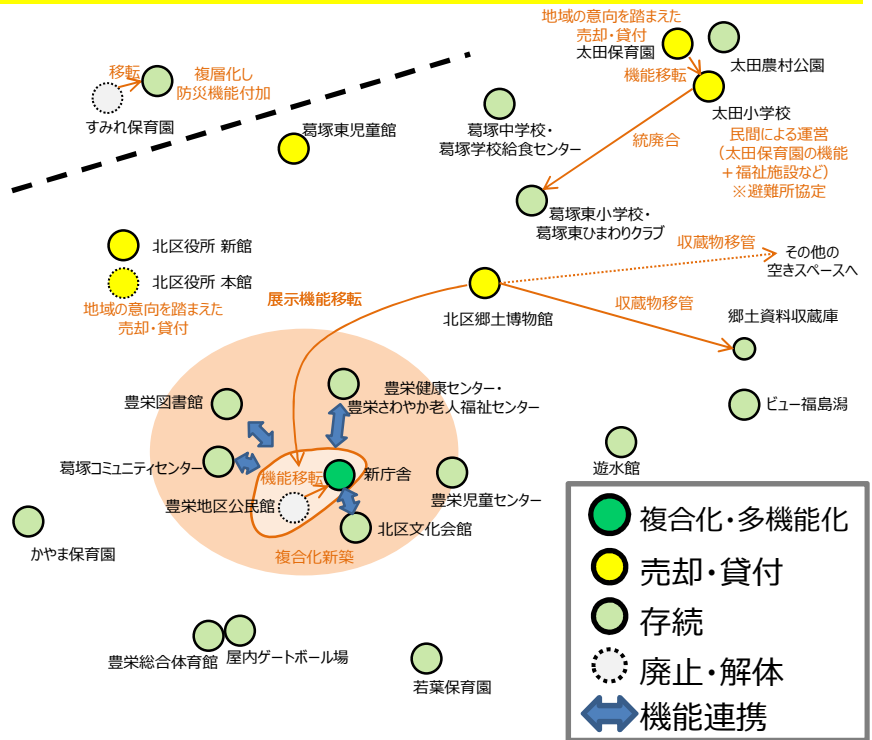 地域の意向を踏まえた
売却・貸付
太田保育園
太田農村公園
移転
複層化し
防災機能付加
すみれ保育園
機能移転
太田小学校
葛塚東児童館
葛塚中学校・
葛塚学校給食センター
統廃合
民間による運営
（太田保育園の機能
＋福祉施設など）
※避難所協定
葛塚東小学校・
葛塚東ひまわりクラブ
北区役所 新館
北区役所 本館
地域の意向を踏まえた
売却・貸付
収蔵物移管
その他の
空きスペースへ
展示機能移転
北区郷土博物館
収蔵物移管
郷土資料収蔵庫
豊栄図書館
豊栄健康センター・
豊栄さわやか老人福祉センター
ビュー福島潟
葛塚コミュニティセンター
機能移転
新庁舎
遊水館
豊栄地区公民館
豊栄児童センター
北区文化会館
かやま保育園
複合化新築
豊栄総合体育館
屋内ゲートボール場
若葉保育園
複合化・多機能化
売却・貸付
存続
廃止・解体
機能連携